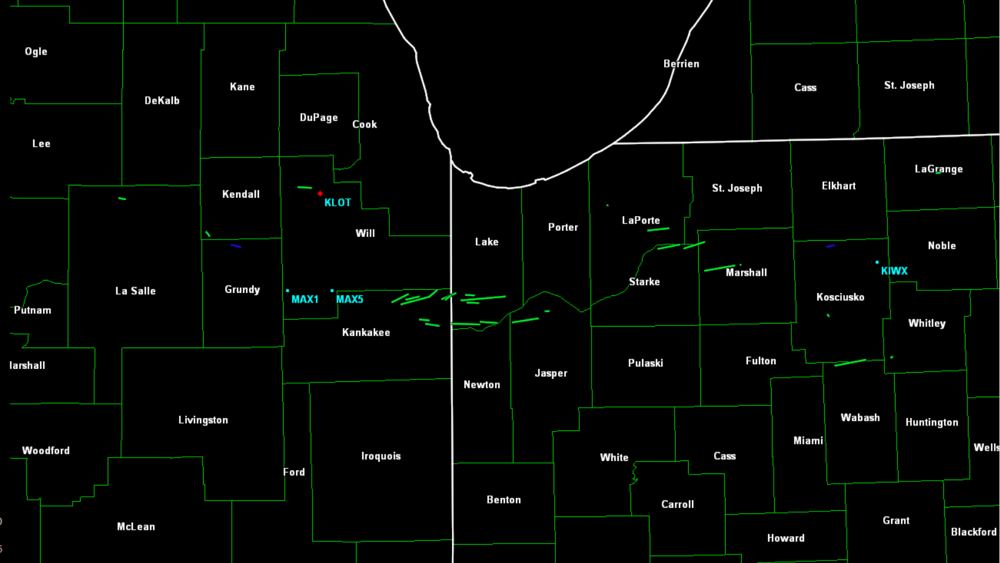 Ogle
Berrien
Kane
Cass
St. Joseph
DeKalb
DuPage
Cook
Lee
LaGrange
Kendall
KLOT
St. Joseph
Elkhart
LaPorte
Porter
Will
Lake
Noble
KIWX
Marshall
Starke
La Salle
Grundy
MAX1
MAX5
Kosciusko
Putnam
Whitley
Kankakee
larshall
Pulaski
Fulton
Jasper
Newton
Livingston
Wabash
Huntington
Miami
Woodford
Iroquois
White
Cass
Wells
Ford
Benton
Carroll
0
McLean
Grant
Blackford
Howard
5